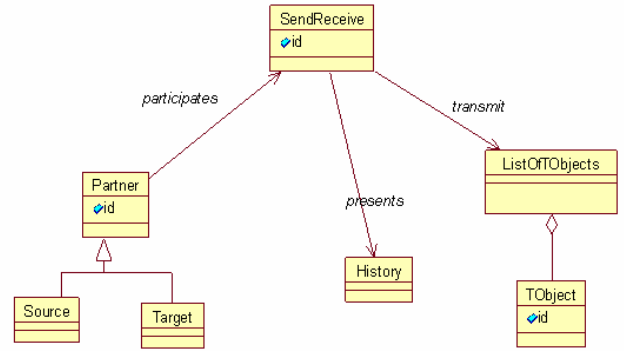 SendReceive
id
participates
transmit
ListOfTObjects
Partner
id
presents
History
TObject
id
Source
Target